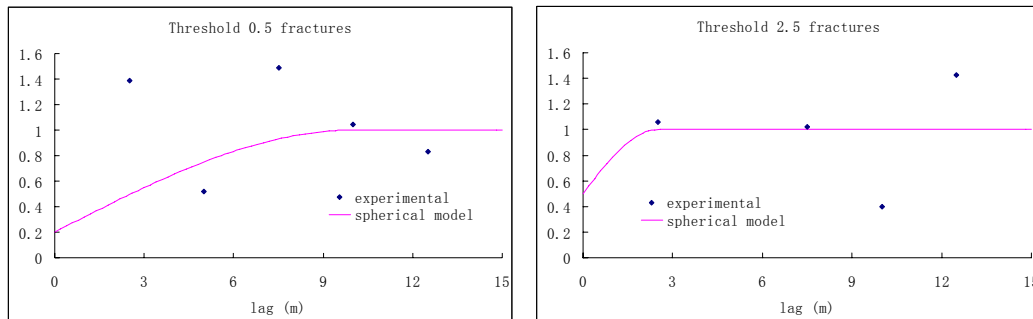 Threshold 0.5 fractures
1.6
1.4
1.2
1
0.8
0.6
0.4
0.2
0
experimental
spherical model
0 3 6 9 12 15
lag (m)
Threshold 2.5 fractures
1.6
1.4
1.2
1
0.8
0.6
0.4
0.2
0
experimental
spherical model
0 3 6 9 12 15
lag (m)